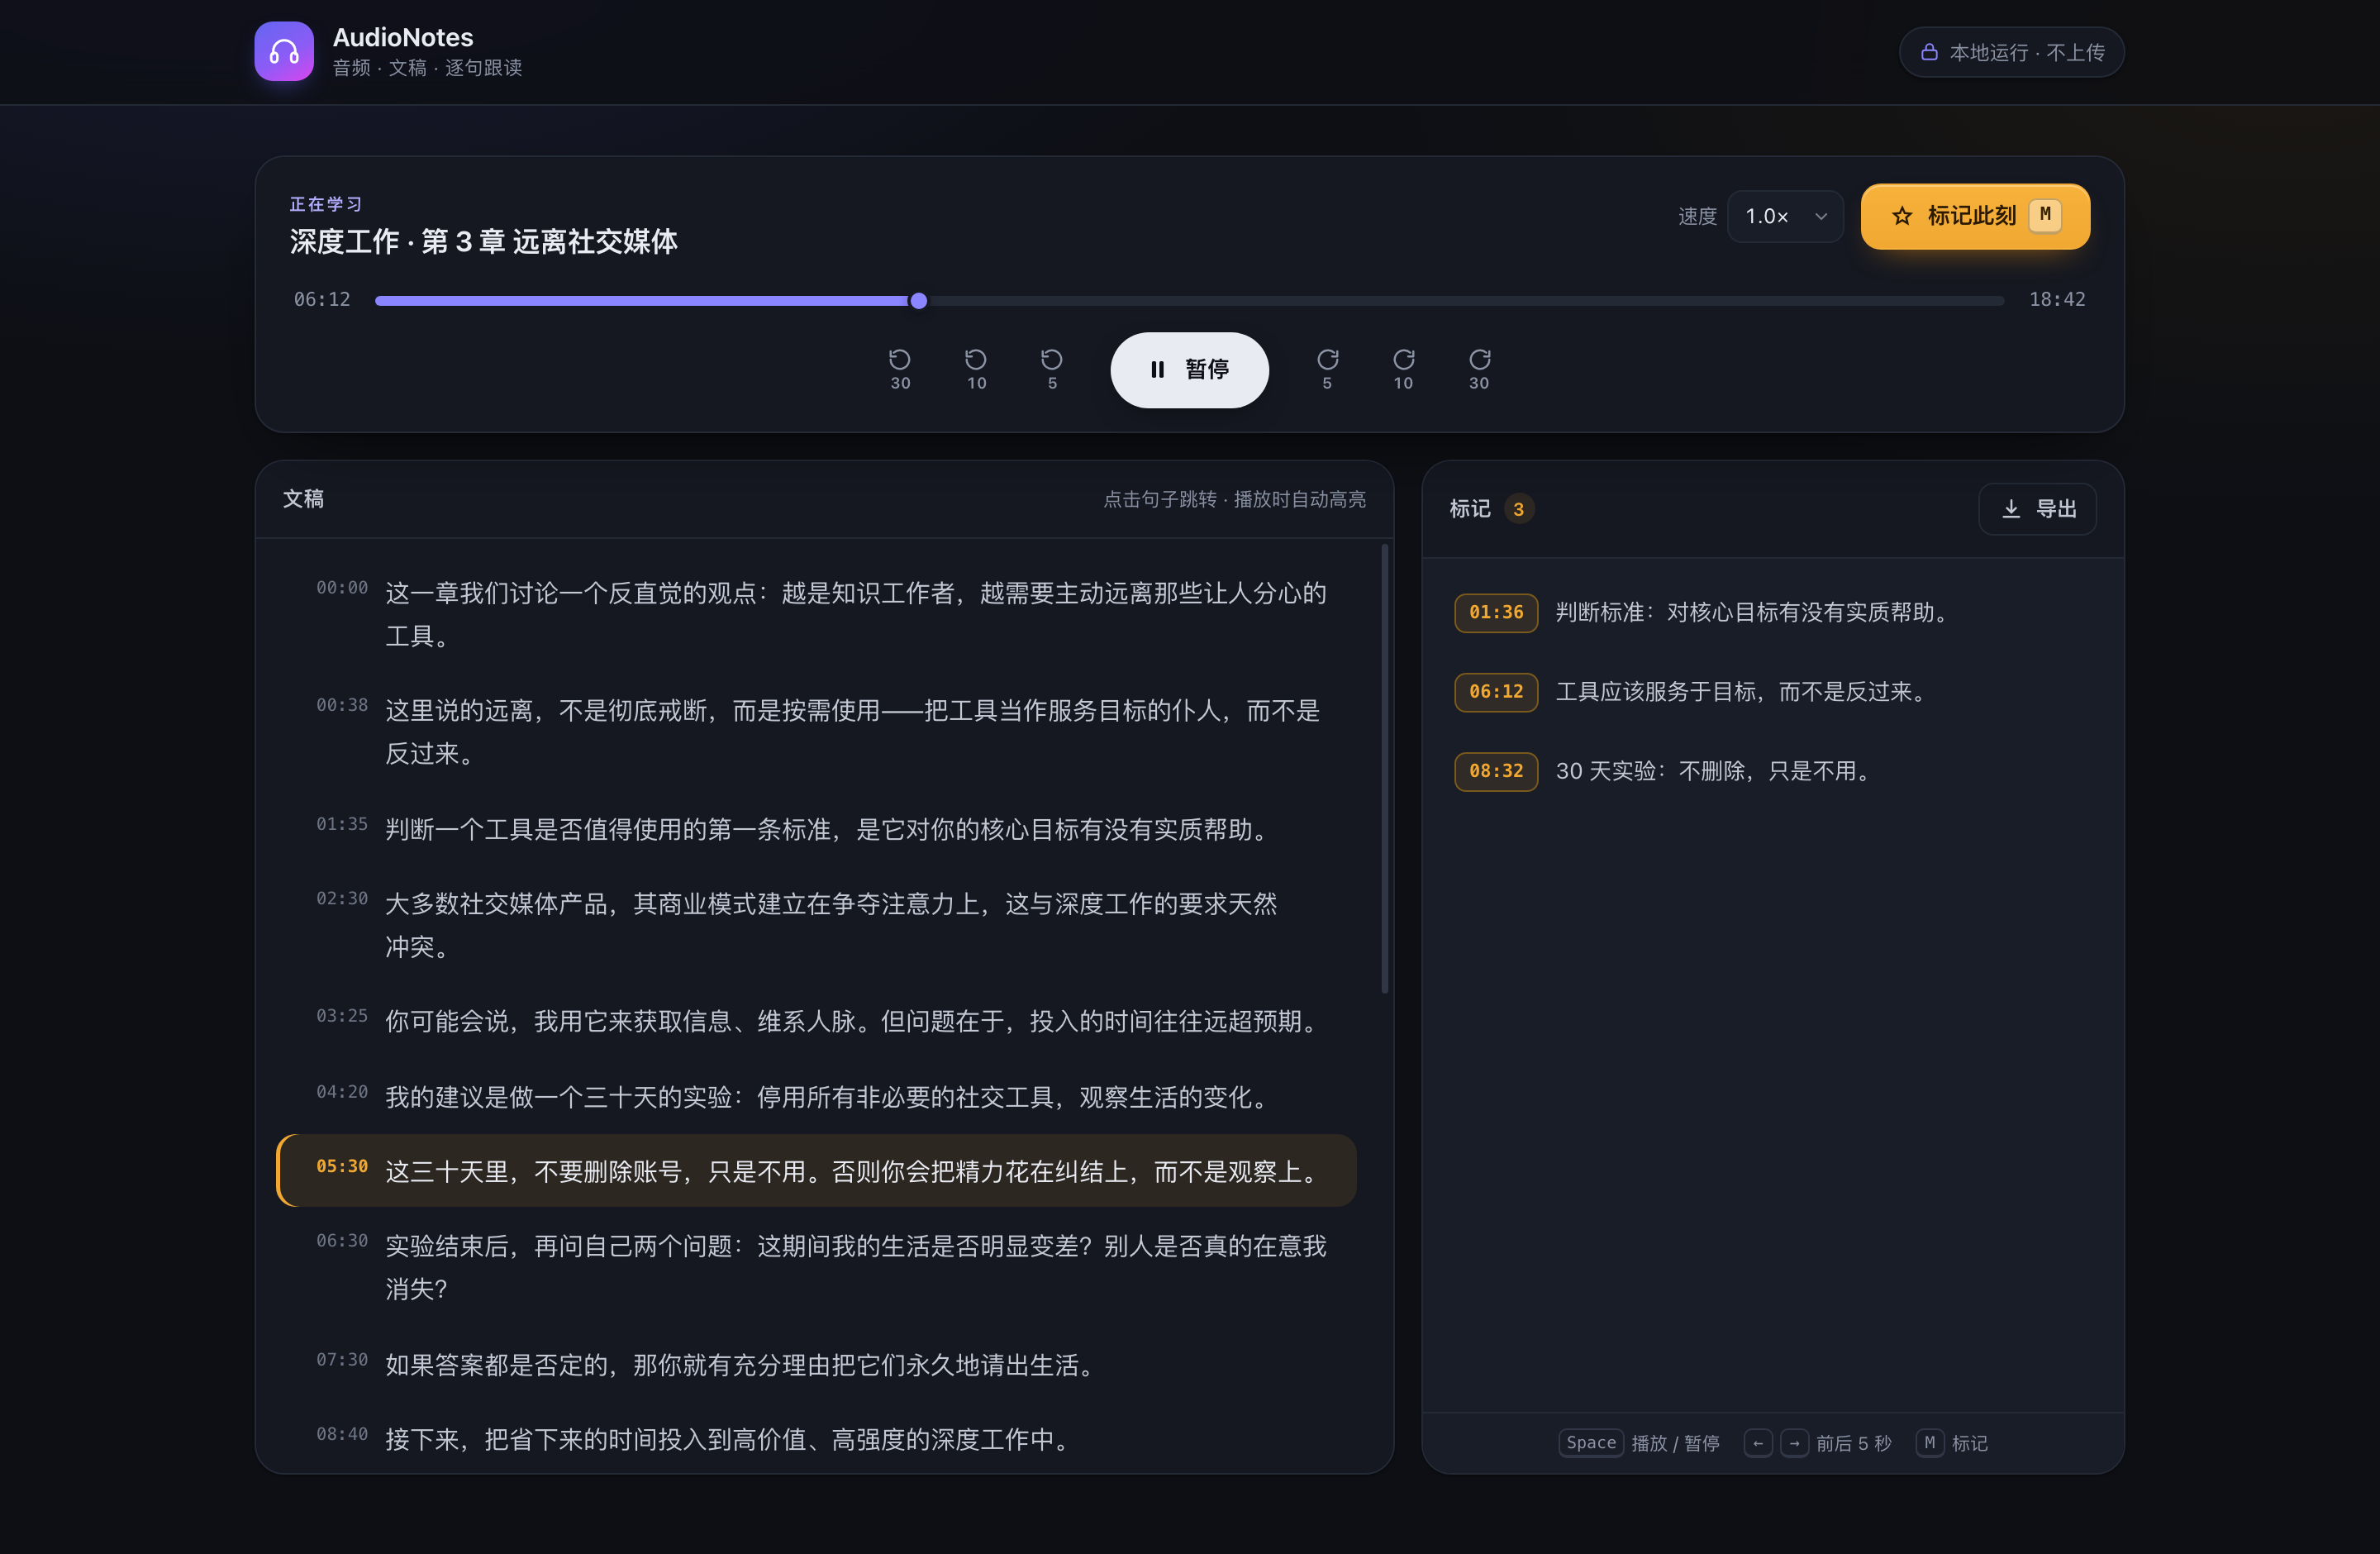 AudioNotes
音频 · 文稿 · 逐句跟读
本地运行 · 不上传
正在学习
深度工作 · 第 3 章 远离社交媒体
速度
1.0×
标记此刻 M
06:12
18:42
30
10
5
暂停
5
10
30
文稿
点击句子跳转 · 播放时自动高亮
00:00 这一章我们讨论一个反直觉的观点：越是知识工作者，越需要主动远离那些让人分心的
工具。
00:38 这里说的远离，不是彻底戒断，而是按需使用——把工具当作服务目标的仆人，而不是
反过来。
01:35 判断一个工具是否值得使用的第一条标准，是它对你的核心目标有没有实质帮助。
02:30 大多数社交媒体产品，其商业模式建立在争夺注意力上，这与深度工作的要求天然
冲突。
03:25 你可能会说，我用它来获取信息、维系人脉。但问题在于，投入的时间往往远超预期。
04:20 我的建议是做一个三十天的实验：停用所有非必要的社交工具，观察生活的变化。
05:30 这三十天里，不要删除账号，只是不用。否则你会把精力花在纠结上，而不是观察上。
06:30 实验结束后，再问自己两个问题：这期间我的生活是否明显变差？别人是否真的在意我
消失？
07:30 如果答案都是否定的，那你就有充分理由把它们永久地请出生活。
08:40 接下来，把省下来的时间投入到高价值、高强度的深度工作中。
标记 3
导出
01:36 判断标准：对核心目标有没有实质帮助。
06:12 工具应该服务于目标，而不是反过来。
08:32 30 天实验：不删除，只是不用。
Space 播放 / 暂停 ← → 前后 5 秒 M 标记